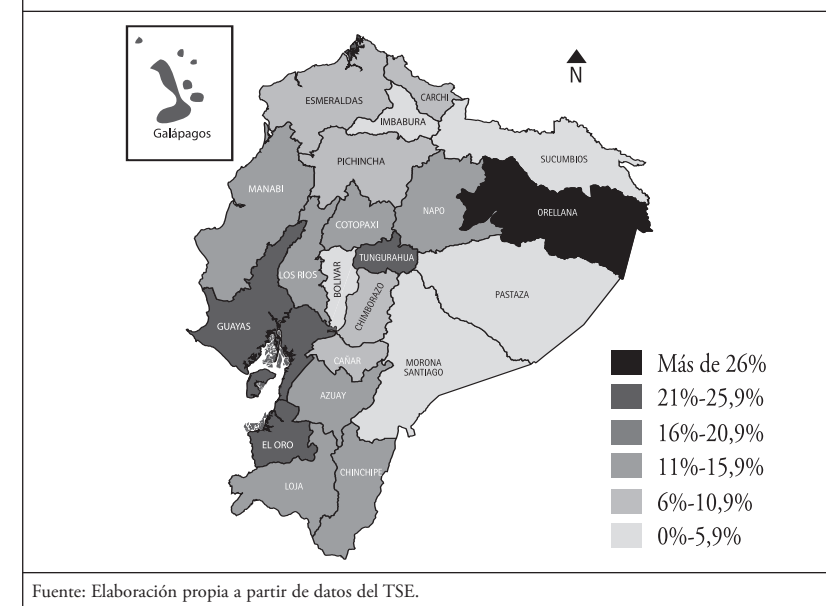 Galápagos
N
ESMERALDAS
CARCHI
IMBABURA
SUCUMBIOS
PICHINCHA
MANABI
NAPO
ORELLANA
COTOPAXI
TUNGURAHUA
LOS RIOS
BOLIVAR
CHIMBORAZO
PASTAZA
GUAYAS
CAÑAR
MORONA
SANTIAGO
AZUAY
EL ORO
CHINCHIPE
LOJA
Más de 26%
21%-25,9%
16%-20,9%
11%-15,9%
6%-10,9%
0%-5,9%
Fuente: Elaboración propia a partir de datos del TSE.